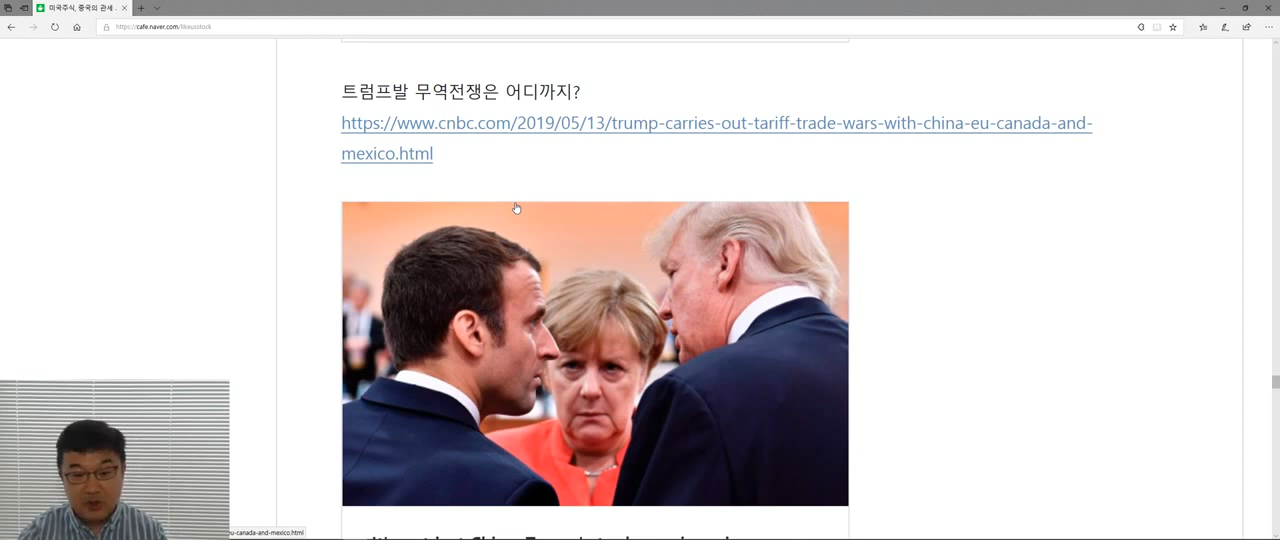 미국주식, 중국의 관세 .
https://cafe.naver.com/likeusstock
트럼프발 무역전쟁은 어디까지?
https://www.cnbc.com/2019/05/13/trump-carries-out-tariff-trade-wars-with-china-eu-canada-and-
mexico.html
eu-canada-and-mexico.html